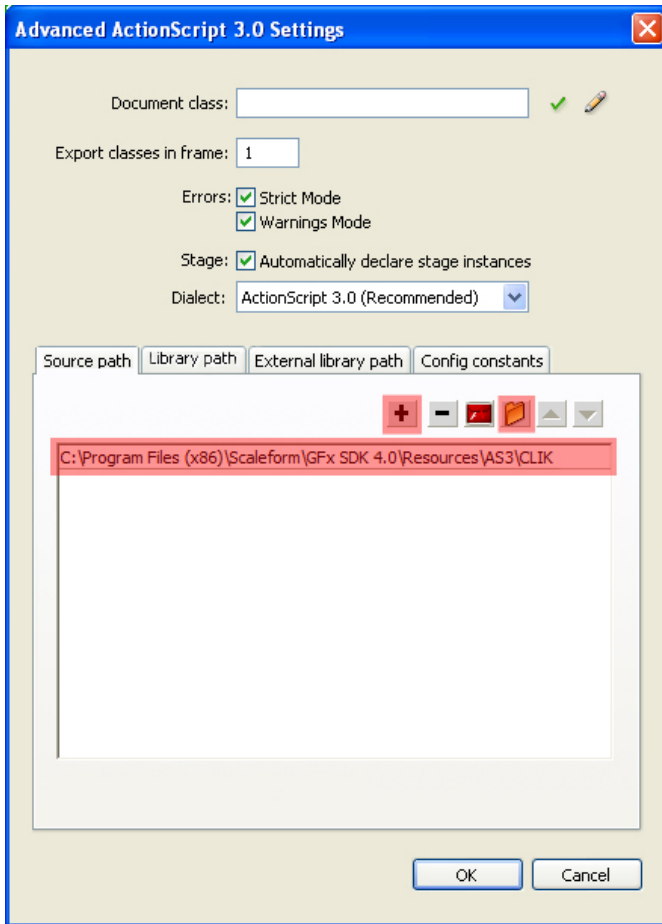 Advanced ActionScript 3.0 Settings
Document class:
Export classes in frame: 1
Errors: Strict Mode
Warnings Mode
Stage: Automatically declare stage instances
Dialect: ActionScript 3.0 (Recommended)
Source path Library path External library path Config constants
C:\Program Files (x86)\Scaleform\GFx SDK 4.0\Resources\AS3\CLIK
OK Cancel